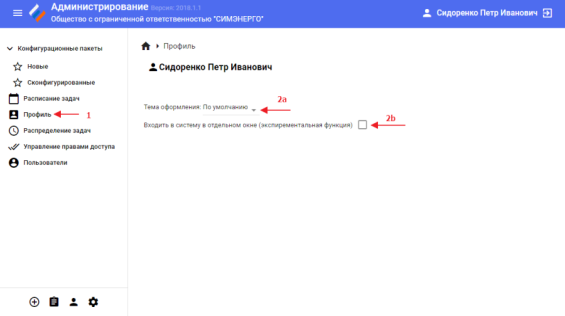 Администрирование Версия: 2018.1.1
Общество с ограниченной ответственностью "СИМЭНЕРГО"
Сидоренко Петр Иванович
Конфигурационные пакеты
Новые
Сконфигурированные
Расписание задач
Профиль 1
Распределение задач
Управление правами доступа
Пользователи
Профиль
Сидоренко Петр Иванович
Тема оформления: По умолчанию 2a
Входить в систему в отдельном окне (экспирементальная функция) 2b